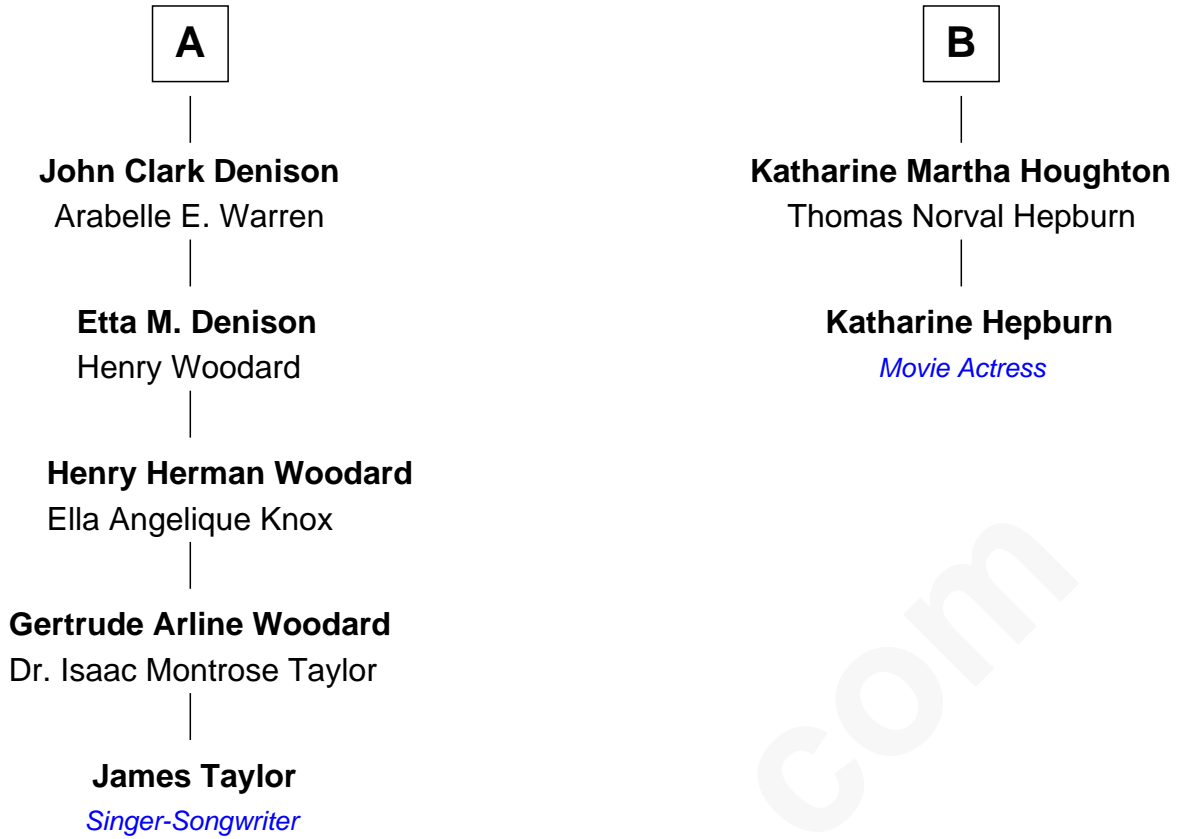 A
John Clark Denison
Arabelle E. Warren
Etta M. Denison
Henry Woodard
Henry Herman Woodard
Ella Angelique Knox
Gertrude Arline Woodard
Dr. Isaac Montrose Taylor
James Taylor
Singer-Songwriter
B
Katharine Martha Houghton
Thomas Norval Hepburn
Katharine Hepburn
Movie Actress
com